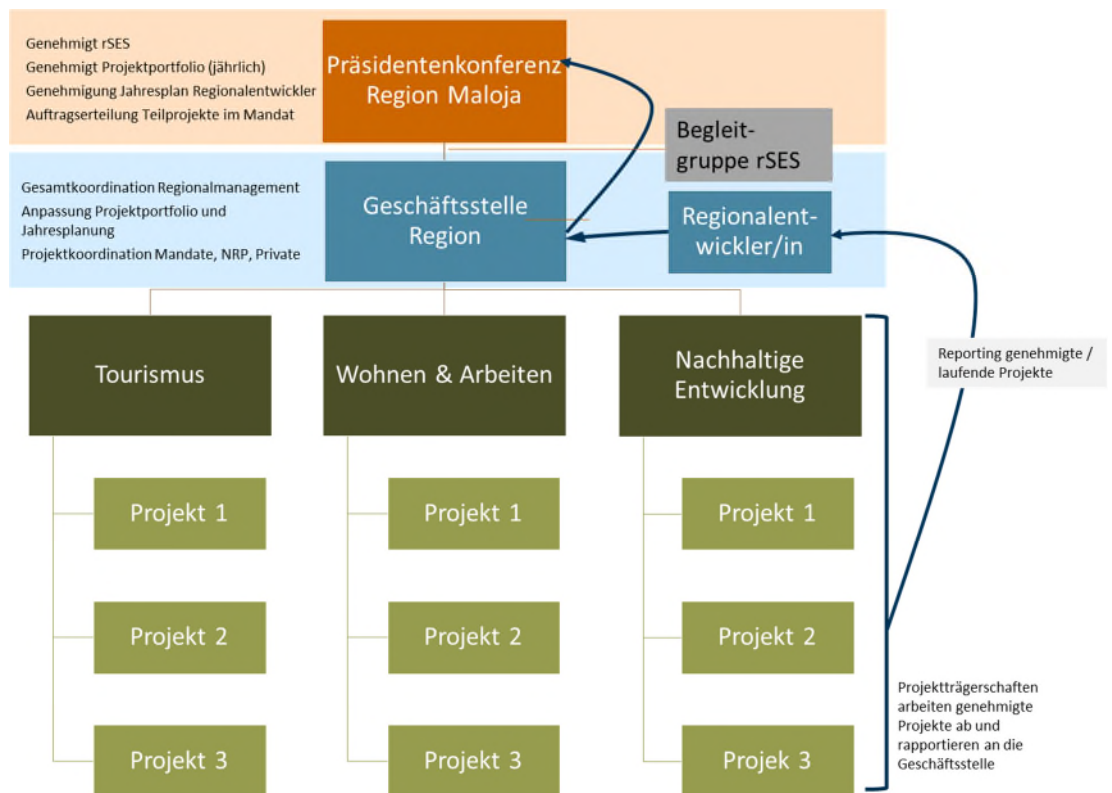 Genehmigt rSES
Genehmigt Projektportfolio (jährlich)
Genehmigung Jahresplan Regionalentwickler
Auftragserteilung Teilprojekte im Mandat
Präsidentenkonferenz
Region Maloja
Begleit-
gruppe rSES
Gesamtkoordination Regionalmanagement
Anpassung Projektportfolio und
Jahresplanung
Projektkoordination Mandate, NRP, Private
Geschäftsstelle
Region
Regionalent-
wickler/in
Tourismus
Wohnen & Arbeiten
Nachhaltige
Entwicklung
Reporting genehmigte /
laufende Projekte
Projekt 1
Projekt 1
Projekt 1
Projekt 2
Projekt 2
Projekt 2
Projekt 3
Projekt 3
Projek 3
Projektträgerschaften
arbeiten genehmigte
Projekte ab und
rapportieren an die
Geschäftsstelle